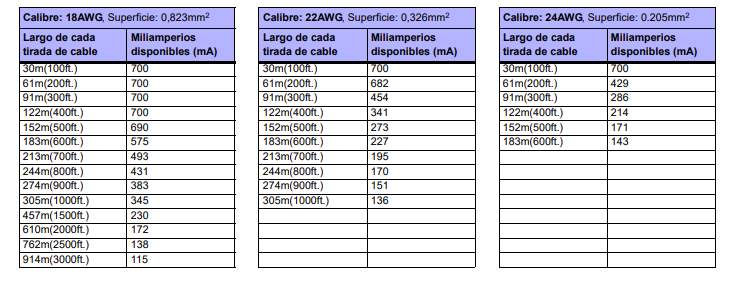 Calibre: 18AWG, Superficie: 0,823mm²
Largo de cada tirada de cable Miliamperios disponibles (mA)
30m(100ft.) 700
61m(200ft.) 700
91m(300ft.) 700
122m(400ft.) 700
152m(500ft.) 690
183m(600ft.) 575
213m(700ft.) 493
244m(800ft.) 431
274m(900ft.) 383
305m(1000ft.) 345
457m(1500ft.) 230
610m(2000ft.) 172
762m(2500ft.) 138
914m(3000ft.) 115
Calibre: 22AWG, Superficie: 0,326mm²
Largo de cada tirada de cable Miliamperios disponibles (mA)
30m(100ft.) 700
61m(200ft.) 682
91m(300ft.) 454
122m(400ft.) 341
152m(500ft.) 273
183m(600ft.) 227
213m(700ft.) 195
244m(800ft.) 170
274m(900ft.) 151
305m(1000ft.) 136
Calibre: 24AWG, Superficie: 0.205mm²
Largo de cada tirada de cable Miliamperios disponibles (mA)
30m(100ft.) 700
61m(200ft.) 429
91m(300ft.) 286
122m(400ft.) 214
152m(500ft.) 171
183m(600ft.) 143